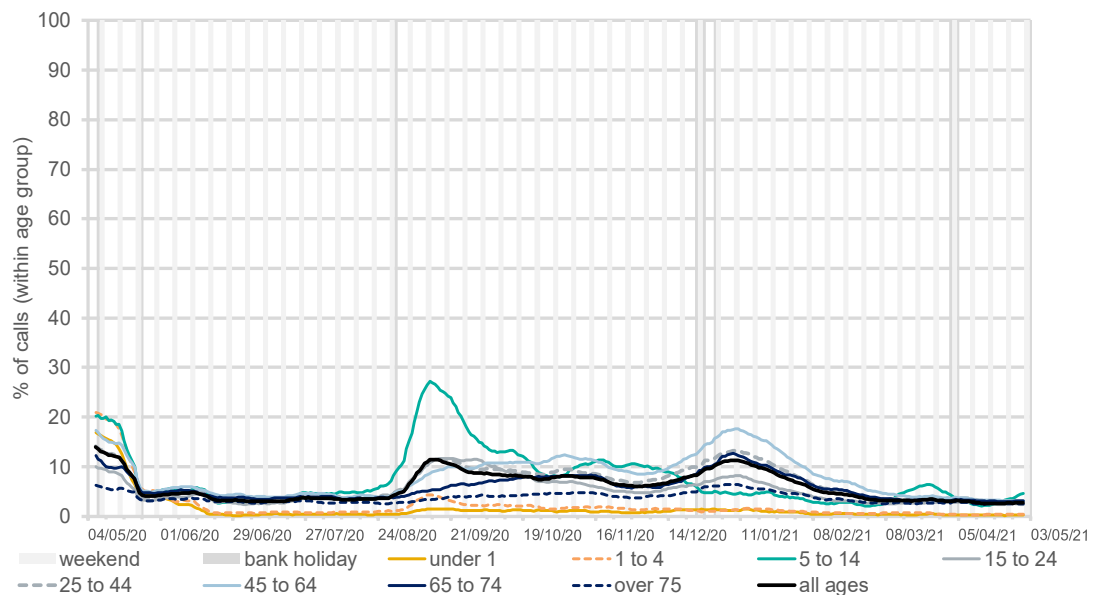 % of calls (within age group)
100
90
80
70
60
50
40
30
20
10
0
04/05/20 01/06/20 29/06/20 27/07/20 24/08/20 21/09/20 19/10/20 16/11/20 14/12/20 11/01/21 08/02/21 08/03/21 05/04/21 03/05/21
weekend bank holiday under 1 1 to 4 5 to 14 15 to 24
25 to 44 45 to 64 65 to 74 over 75 all ages